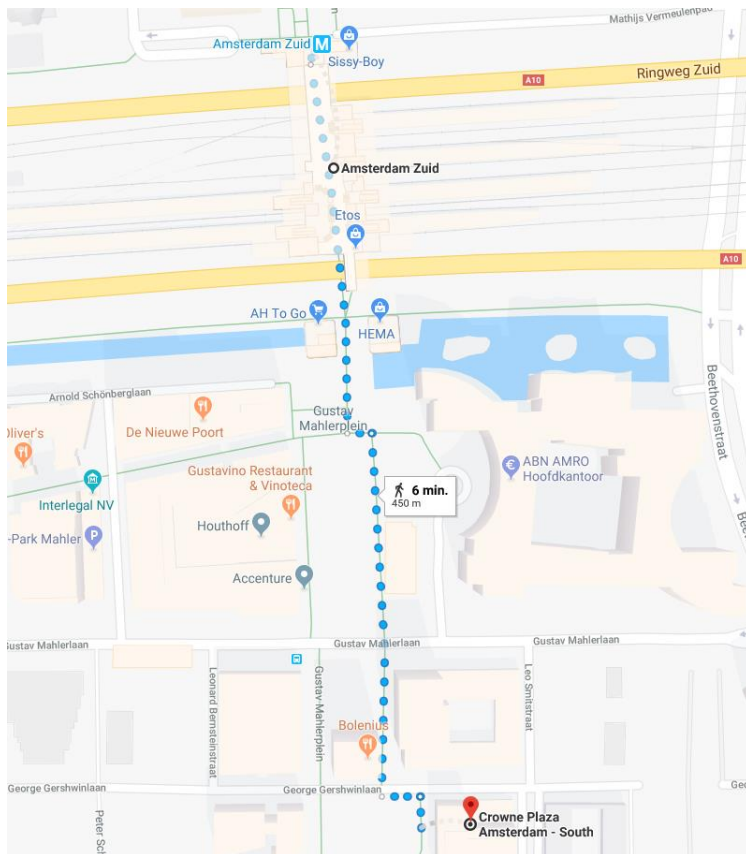 Mathijs Vermeulenpad
Amsterdam Zuid
M
Sissy-Boy
Ringweg Zuid
A10
Amsterdam Zuid
Etos
A10
AH To Go
HEMA
Beethovenstraat
Arnold Schönberglaan
De Nieuwe Poort
Gustav
Mahlerplein
Oliver's
Gustavino Restaurant
& Vinoteca
ABN AMRO
Hoofdkantoor
6 min.
450 m
Interlegal NV
Houthoff
-Park Mahler
P
Accenture
Gustav Mahlerlaan
Gustav Mahlerlaan
Gustav Mahlerlaan
Leonard Bernsteinstraat
Gustav-Mahlerplein
Leo Smitstraat
Bolenius
George Gershwinlaan
George Gershwinlaan
Peter Sc
Crowne Plaza
Amsterdam - South